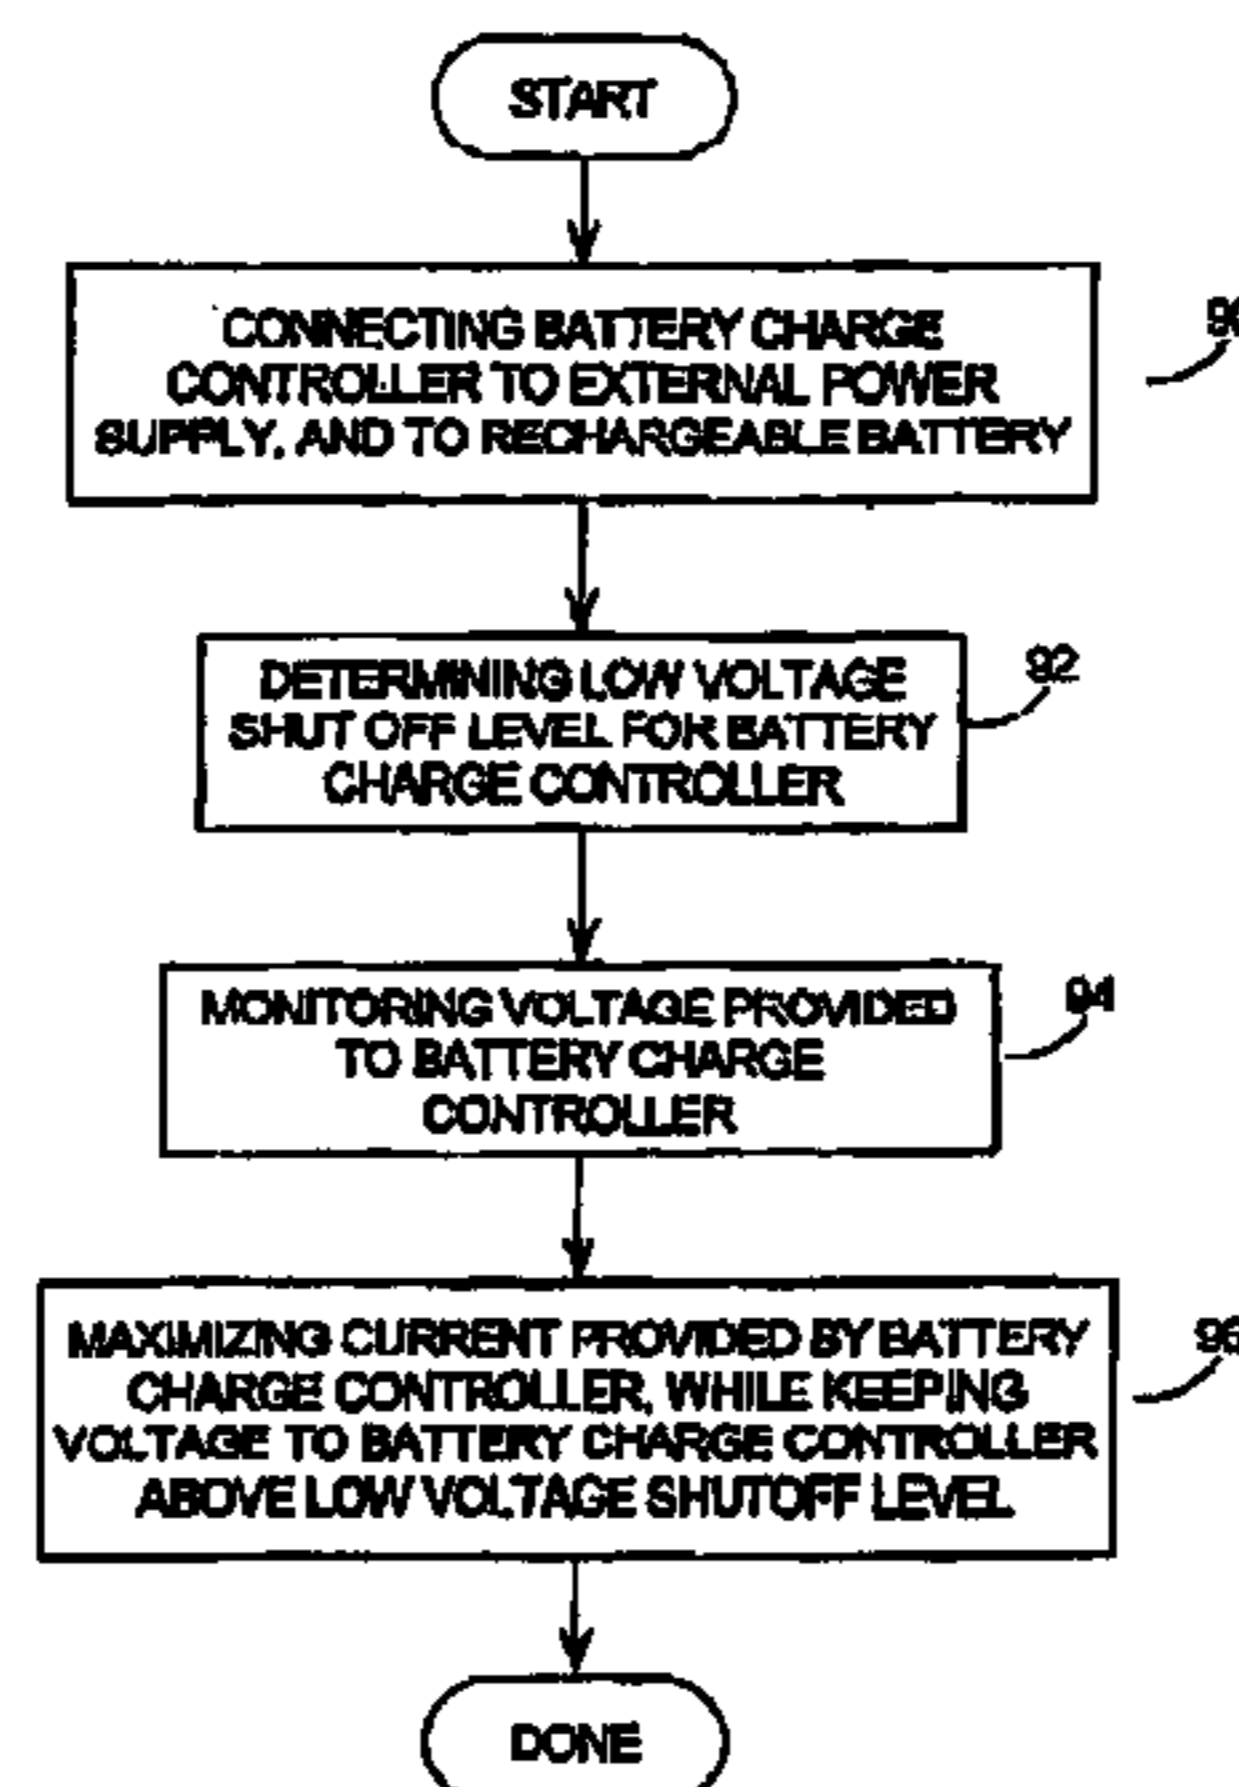 START
CONNECTING BATTERY CHARGE
CONTROLLER TO EXTERNAL POWER
SUPPLY, AND TO RECHARGEABLE BATTERY
DETERMINING LOW VOLTAGE
SHUT OFF LEVEL FOR BATTERY
CHARGE CONTROLLER
92
MONITORING VOLTAGE PROVIDED
TO BATTERY CHARGE
CONTROLLER
94
MAXIMIZING CURRENT PROVIDED BY BATTERY
CHARGE CONTROLLER, WHILE KEEPING
VOLTAGE TO BATTERY CHARGE CONTROLLER
ABOVE LOW VOLTAGE SHUTOFF LEVEL
DONE